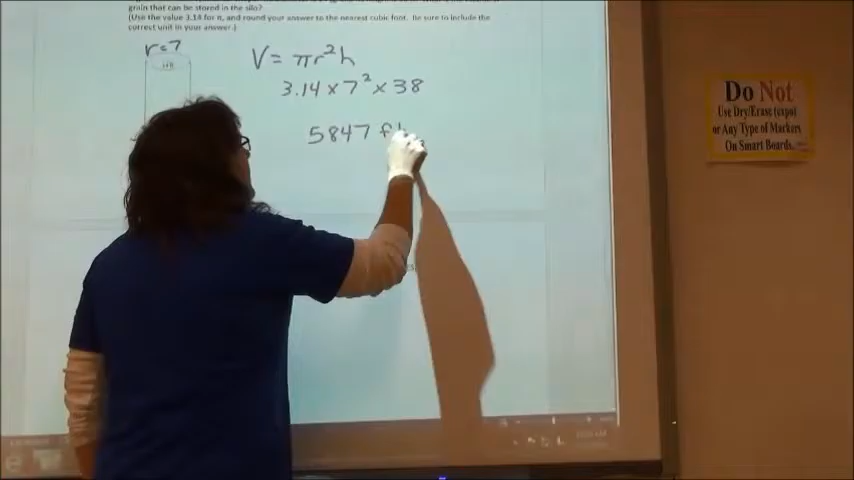 grain that can be stored in the silo?
(Use the value 3.14 for π, and round your answer to the nearest cubic foot. Be sure to include the
correct unit in your answer.)
r=7
V = πr²h
3.14 x 7² x 38
5847 f
Do Not
Use Dry/Erase (expo)
or Any Type of Markers
On Smart Boards.